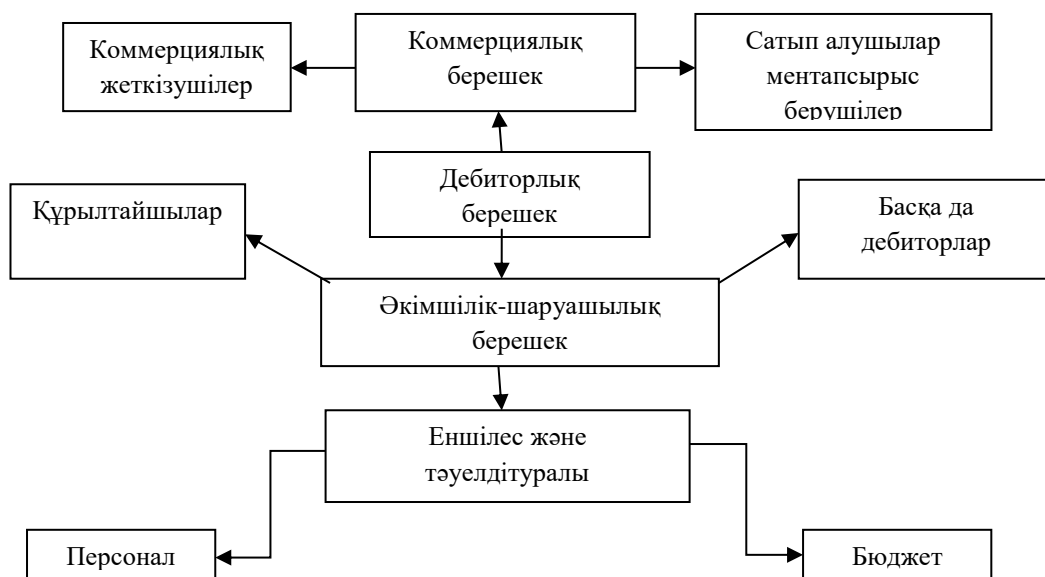 Коммерциялық
жеткізушілер
Коммерциялық
берешек
Сатып алушылар
ментапсырыс
берушілер
Дебиторлық
берешек
Құрылтайшылар
Басқа да
дебиторлар
Әкімшілік-шаруашылық
берешек
Еншілес және
тәуелдітуралы
Персонал
Бюджет